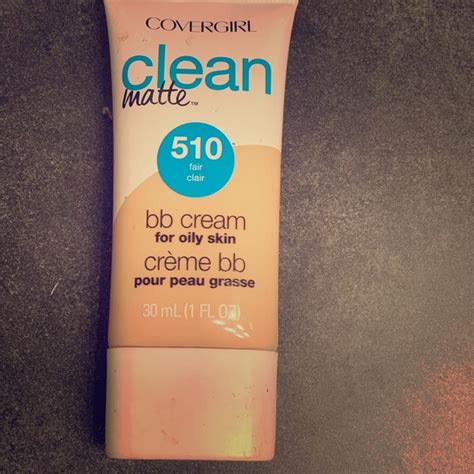 COVERGIRL
clean
matte™
510
fair
clair
bb cream
for oily skin
crème bb
pour peau grasse
30 mL (1 FL OZ)